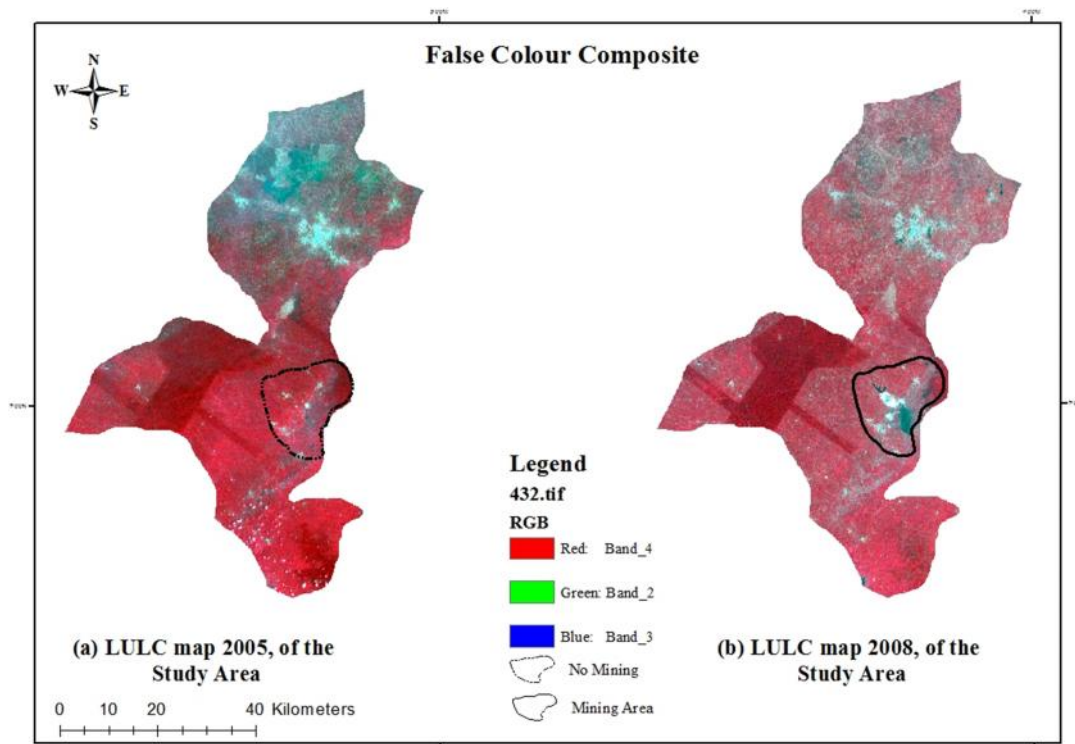 False Colour Composite
N
W E
S
Legend
432.tif
RGB
Red: Band_4
Green: Band_2
Blue: Band_3
No Mining
Mining Area
(a) LULC map 2005, of the
Study Area
(b) LULC map 2008, of the
Study Area
0 10 20 40 Kilometers